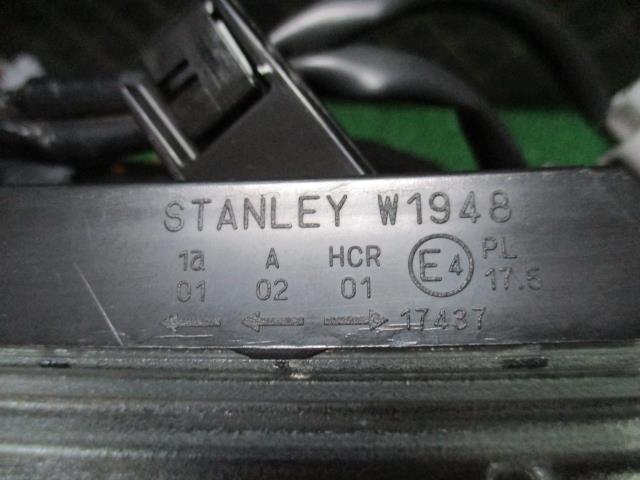 STANLEY W1948
1a A HCR E4 PL
01 02 01 17.5
← ← → 17437